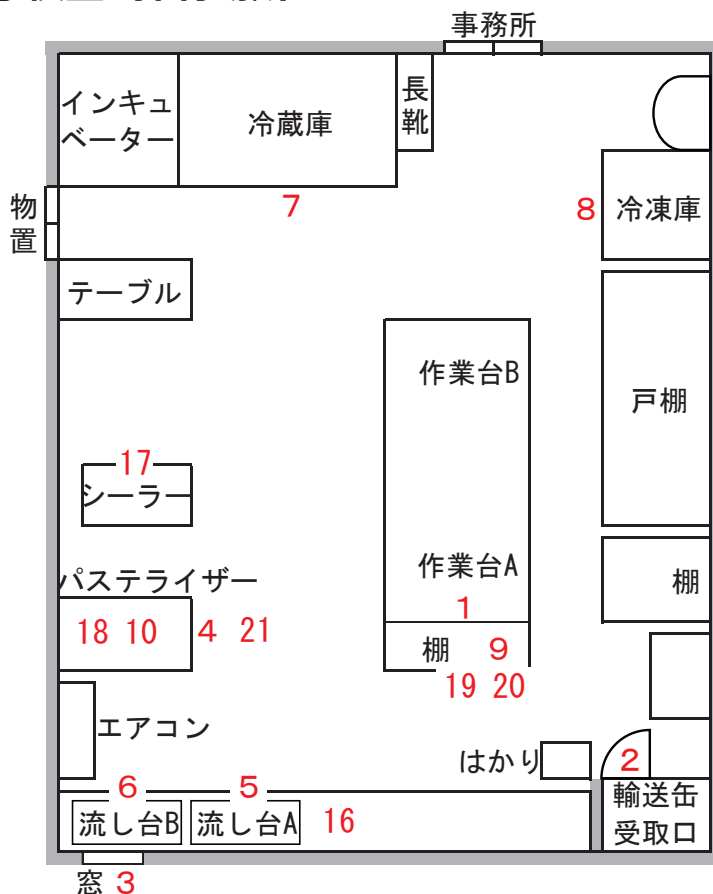 事務所
インキュ
ベーター
冷蔵庫
長
靴
物
置
7
8
冷凍庫
テーブル
作業台B
戸棚
17
シーラー
パステライザー
作業台A
棚
18 10
4
21
1
棚
9
19 20
エアコン
はかり
2
6
5
流し台B
流し台A
16
輸送缶
受取口
窓
3